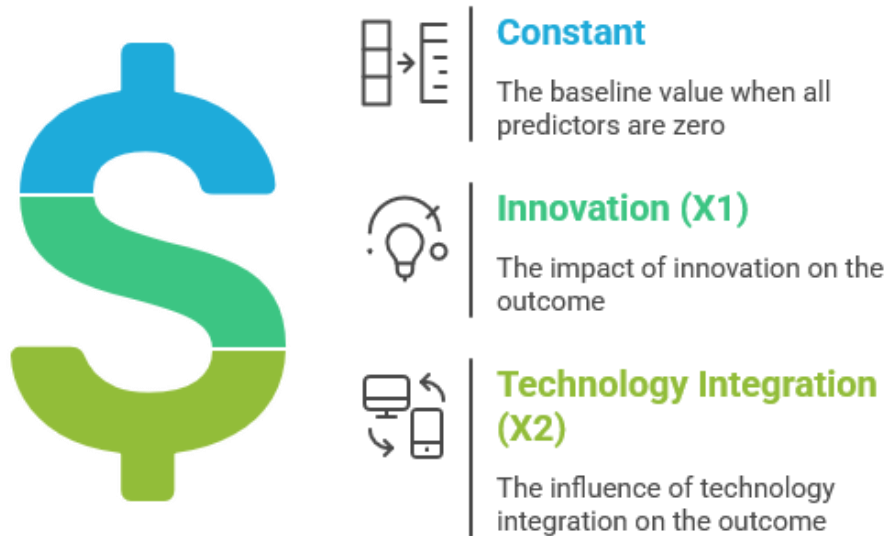 Constant
The baseline value when all
predictors are zero
Innovation (X1)
The impact of innovation on the
outcome
Technology Integration
(X2)
The influence of technology
integration on the outcome